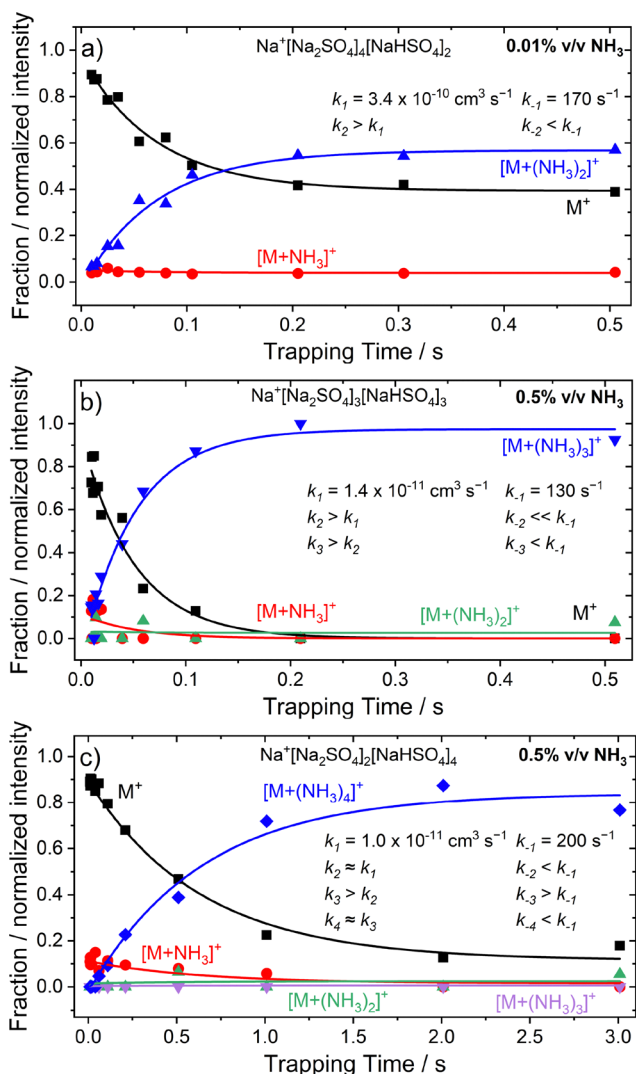 a) Na⁺[Na₂SO₄]₄[NaHSO₄]₂ 0.01% v/v NH₃
k₁ = 3.4 x 10⁻¹⁰ cm³ s⁻¹ k₋₁ = 170 s⁻¹
k₂ > k₁ k₋₂ < k₋₁
[M+(NH₃)₂]⁺
M⁺
[M+NH₃]⁺
Fraction / normalized intensity
1.0
0.8
0.6
0.4
0.2
0.0
0.0 0.1 0.2 0.3 0.4 0.5
Trapping Time / s
b) Na⁺[Na₂SO₄]₃[NaHSO₄]₃ 0.5% v/v NH₃
[M+(NH₃)₃]⁺
k₁ = 1.4 x 10⁻¹¹ cm³ s⁻¹ k₋₁ = 130 s⁻¹
k₂ > k₁ k₋₂ << k₋₁
k₃ > k₂ k₋₃ < k₋₁
[M+NH₃]⁺ [M+(NH₃)₂]⁺ M⁺
Fraction / normalized intensity
1.0
0.8
0.6
0.4
0.2
0.0
0.0 0.1 0.2 0.3 0.4 0.5
Trapping Time / s
c) Na⁺[Na₂SO₄]₂[NaHSO₄]₄ 0.5% v/v NH₃
M⁺
[M+(NH₃)₄]⁺
k₁ = 1.0 x 10⁻¹¹ cm³ s⁻¹ k₋₁ = 200 s⁻¹
k₂ ≈ k₁ k₋₂ < k₋₁
k₃ > k₂ k₋₃ > k₋₁
k₄ ≈ k₃ k₋₄ < k₋₁
[M+NH₃]⁺
[M+(NH₃)₂]⁺ [M+(NH₃)₃]⁺
Fraction / normalized intensity
1.0
0.8
0.6
0.4
0.2
0.0
0.0 0.5 1.0 1.5 2.0 2.5 3.0
Trapping Time / s